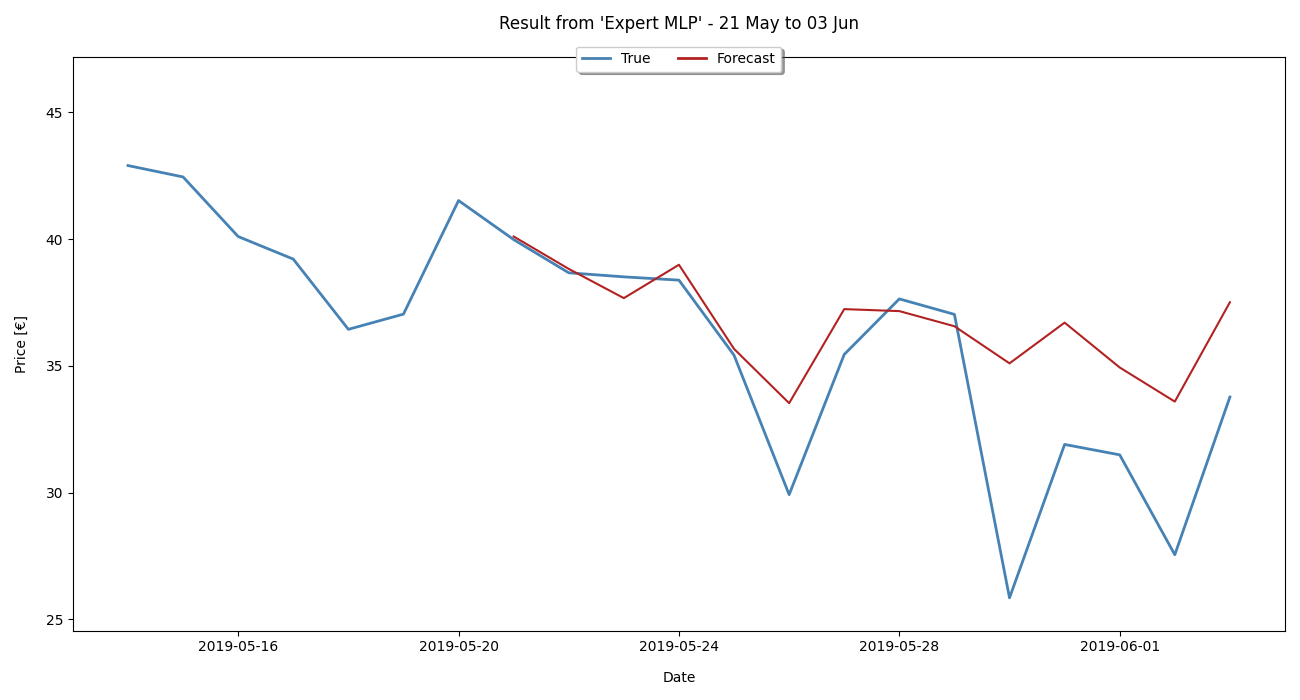 Result from 'Expert MLP' - 21 May to 03 Jun
True Forecast
45
40
35
30
25
Price [€]
2019-05-16 2019-05-20 2019-05-24 2019-05-28 2019-06-01
Date